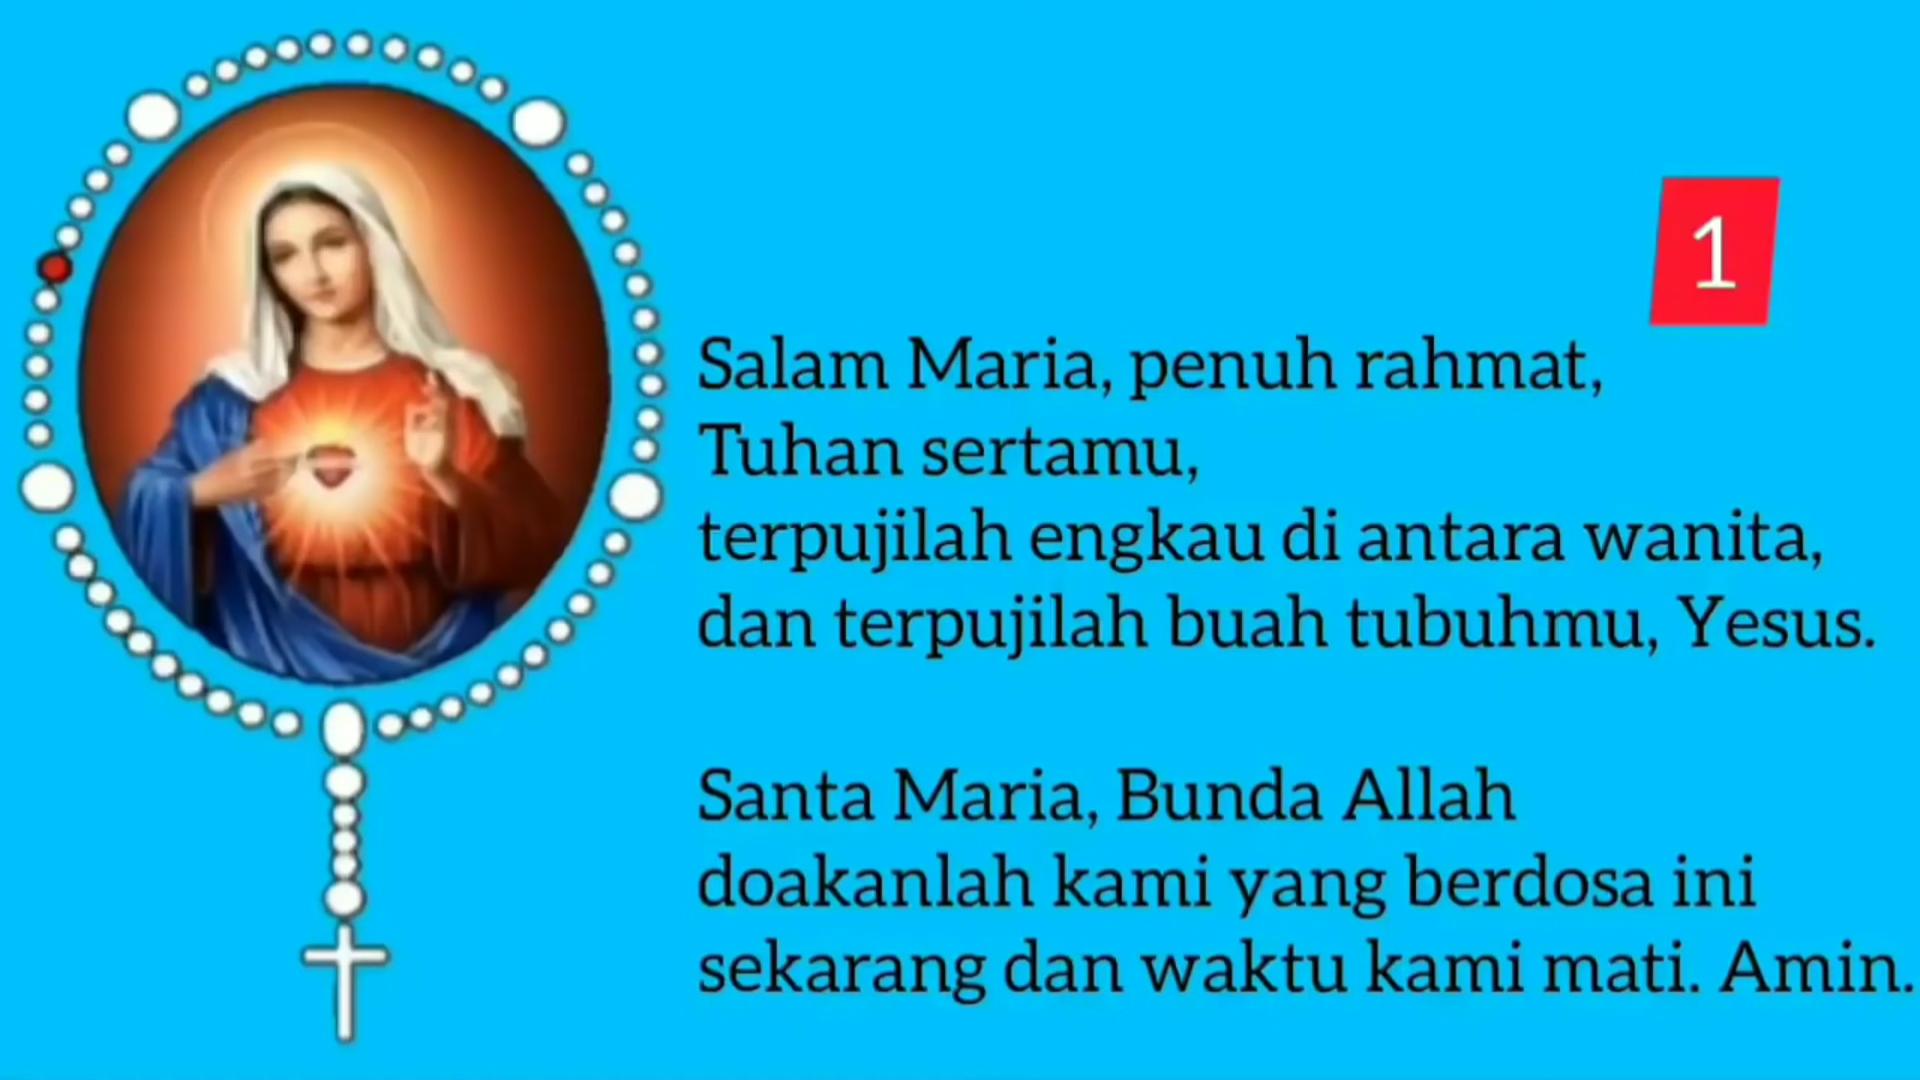 1
Salam Maria, penuh rahmat,
Tuhan sertamu,
terpujilah engkau di antara wanita,
dan terpujilah buah tubuhmu, Yesus.
Santa Maria, Bunda Allah
doakanlah kami yang berdosa ini
sekarang dan waktu kami mati. Amin.